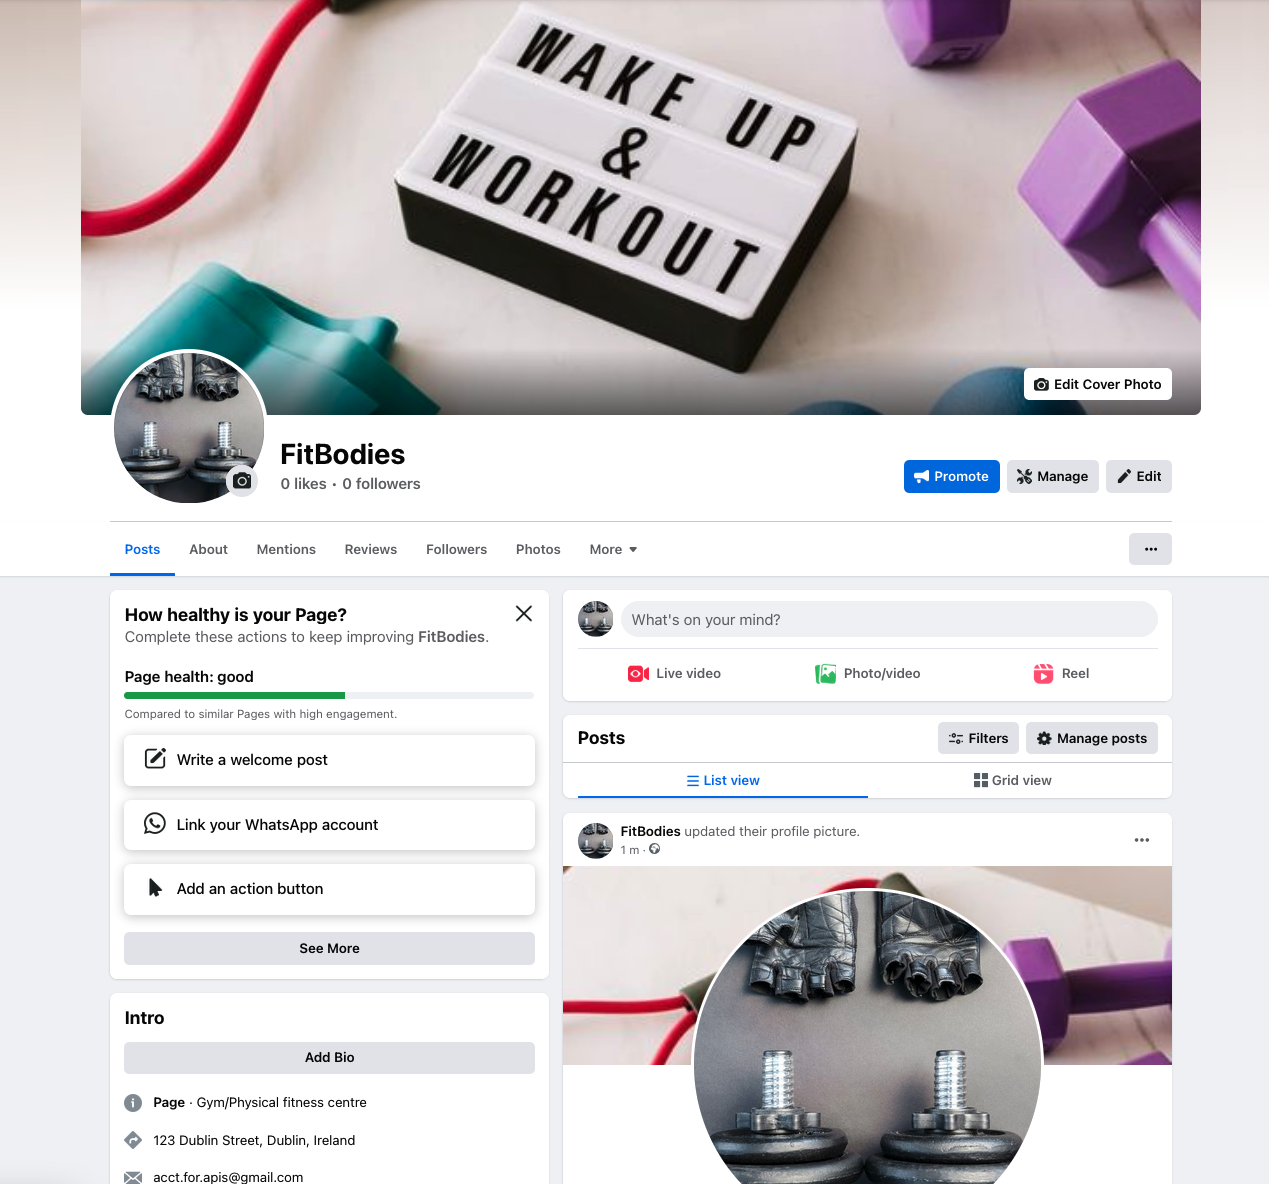 WAKE UP
&
WORKOUT
Edit Cover Photo
FitBodies
0 likes • 0 followers
Promote
Manage
Edit
Posts
About
Mentions
Reviews
Followers
Photos
More
How healthy is your Page?
Complete these actions to keep improving FitBodies.
Page health: good
Compared to similar Pages with high engagement.
Write a welcome post
Link your WhatsApp account
Add an action button
See More
Intro
Add Bio
Page · Gym/Physical fitness centre
123 Dublin Street, Dublin, Ireland
acct.for.apis@gmail.com
What's on your mind?
Live video
Photo/video
Reel
Posts
Filters
Manage posts
List view
Grid view
FitBodies updated their profile picture.
1 m ·